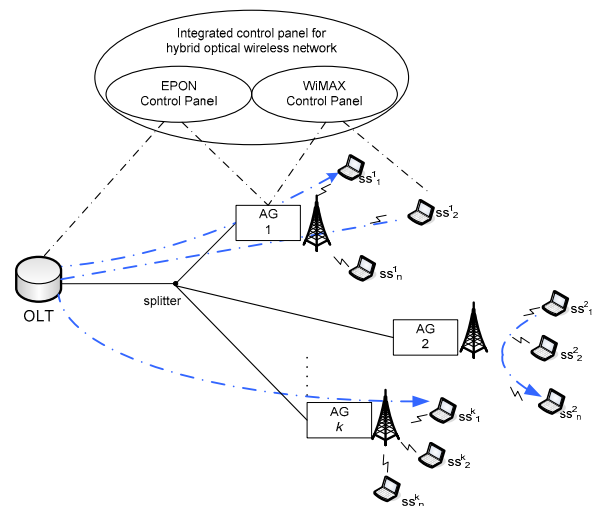 Integrated control panel for
hybrid optical wireless network
EPON
Control Panel
WiMAX
Control Panel
ss¹₁
AG
1
ss¹₂
ss¹ₙ
splitter
OLT
ss²₁
AG
2
ss²₂
ss²ₙ
AG
k
ssᵏ₁
ssᵏ₂
ssᵏₙ